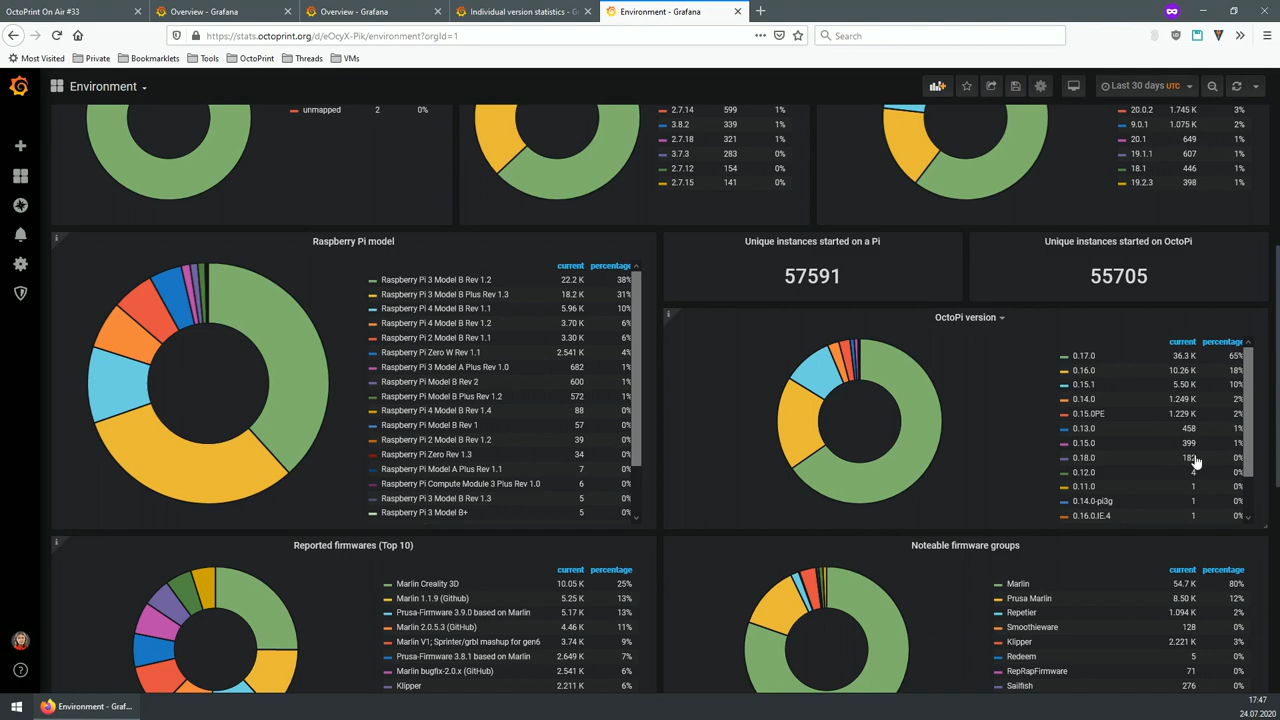 OctoPrint On Air #33
Overview - Grafana
Overview - Grafana
Individual version statistics - G
Environment - Grafana
https://stats.octoprint.org/d/eOcyX-Pik/environment?orgId=1
Search
Most Visited
Private
Bookmarklets
Tools
OctoPrint
Threads
VMs
Environment
Last 30 days UTC
unmapped 2 0%
2.7.14 599 1%
3.8.2 339 1%
2.7.18 321 1%
3.7.3 283 0%
2.7.12 154 0%
2.7.15 141 0%
20.0.2 1.745 K 3%
9.0.1 1.075 K 2%
20.1 649 1%
19.1.1 607 1%
18.1 446 1%
19.2.3 398 1%
Raspberry Pi model
current percentage
Raspberry Pi 3 Model B Rev 1.2 22.2 K 38%
Raspberry Pi 3 Model B Plus Rev 1.3 18.2 K 31%
Raspberry Pi 4 Model B Rev 1.1 5.96 K 10%
Raspberry Pi 4 Model B Rev 1.2 3.70 K 6%
Raspberry Pi 2 Model B Rev 1.1 3.30 K 6%
Raspberry Pi Zero W Rev 1.1 2.541 K 4%
Raspberry Pi 3 Model A Plus Rev 1.0 682 1%
Raspberry Pi Model B Rev 2 600 1%
Raspberry Pi Model B Plus Rev 1.2 572 1%
Raspberry Pi 4 Model B Rev 1.4 88 0%
Raspberry Pi Model B Rev 1 57 0%
Raspberry Pi 2 Model B Rev 1.2 39 0%
Raspberry Pi Zero Rev 1.3 34 0%
Raspberry Pi Model A Plus Rev 1.1 7 0%
Raspberry Pi Compute Module 3 Plus Rev 1.0 6 0%
Raspberry Pi 3 Model B Rev 1.3 5 0%
Raspberry Pi 3 Model B+ 5 0%
Unique instances started on a Pi
57591
Unique instances started on OctoPi
55705
OctoPi version
current percentage
0.17.0 36.3 K 65%
0.16.0 10.26 K 18%
0.15.1 5.50 K 10%
0.14.0 1.249 K 2%
0.15.0PE 1.229 K 2%
0.13.0 458 1%
0.15.0 399 1%
0.18.0 0%
0.12.0 4 0%
0.11.0 1 0%
0.14.0-pi3g 1 0%
0.16.0.IE.4 1 0%
Reported firmwares (Top 10)
current percentage
Marlin Creality 3D 10.05 K 25%
Marlin 1.1.9 (Github) 5.25 K 13%
Prusa-Firmware 3.9.0 based on Marlin 5.17 K 13%
Marlin 2.0.5.3 (GitHub) 4.46 K 11%
Marlin V1; Sprinter/grbl mashup for gen6 3.74 K 9%
Prusa-Firmware 3.8.1 based on Marlin 2.649 K 7%
Marlin bugfix-2.0.x (GitHub) 2.541 K 6%
Klipper 2.211 K 6%
Noteable firmware groups
current percentage
Marlin 54.7 K 80%
Prusa Marlin 8.50 K 12%
Repetier 1.094 K 2%
Smoothieware 128 0%
Klipper 2.221 K 3%
Redeem 5 0%
RepRapFirmware 71 0%
Sailfish 276 0%
Environment - Graf...
17:47
24.07.2020